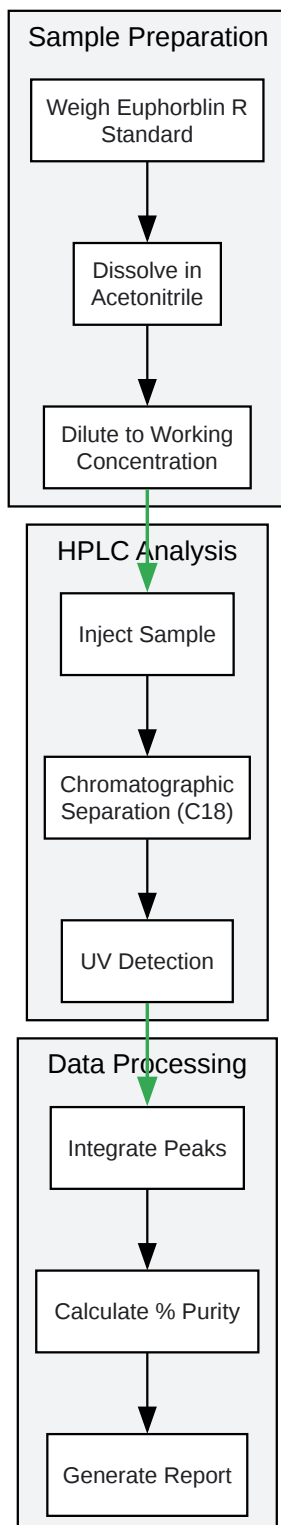 Sample Preparation
Weigh Euphorblin R
Standard
Dissolve in
Acetonitrile
Dilute to Working
Concentration
HPLC Analysis
Inject Sample
Chromatographic
Separation (C18)
UV Detection
Data Processing
Integrate Peaks
Calculate % Purity
Generate Report